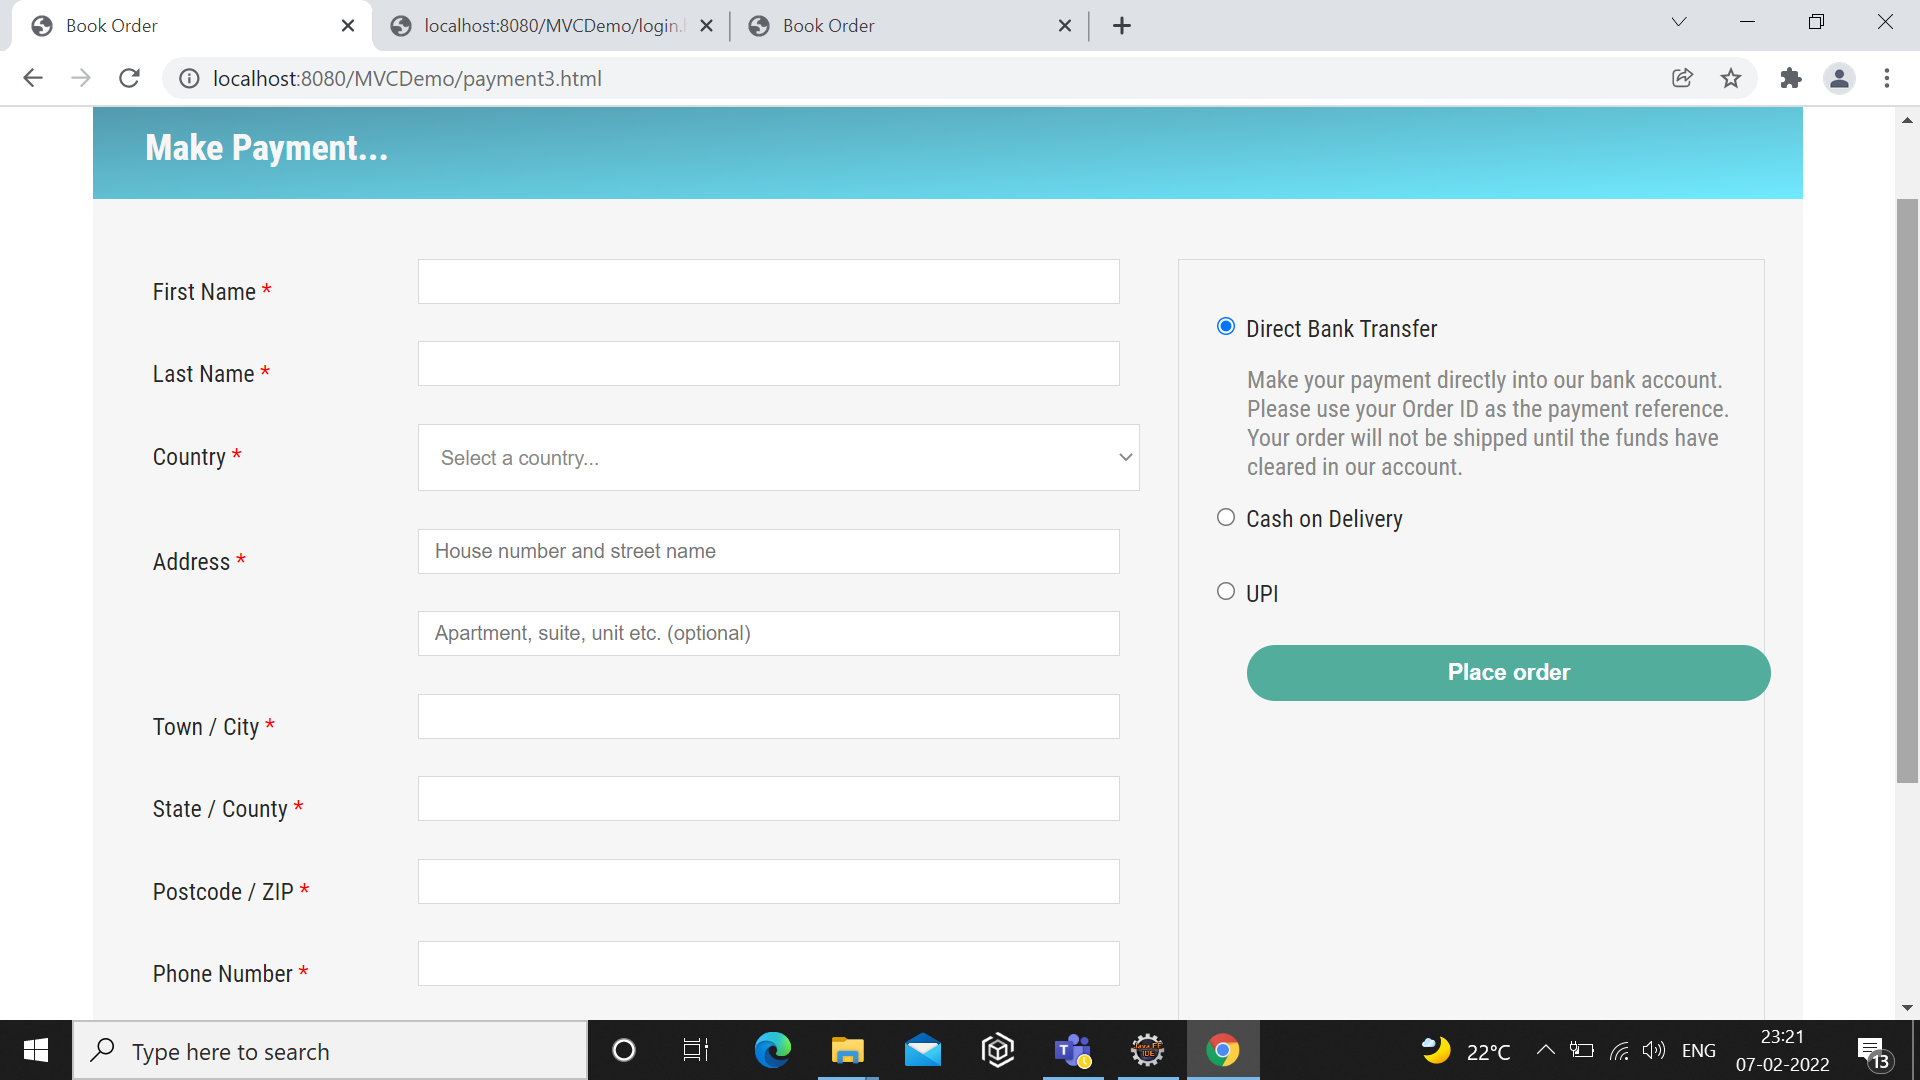 Book Order
localhost:8080/MVCDemo/login.
Book Order
localhost:8080/MVCDemo/payment3.html
Make Payment...
First Name *
Last Name *
Country *
Select a country...
Address *
House number and street name
Apartment, suite, unit etc. (optional)
Town / City *
State / County *
Postcode / ZIP *
Phone Number *
Direct Bank Transfer
Make your payment directly into our bank account.
Please use your Order ID as the payment reference.
Your order will not be shipped until the funds have
cleared in our account.
Cash on Delivery
UPI
Place order
Type here to search
T
Java EE
IDE
22°C
ENG
23:21
07-02-2022
13